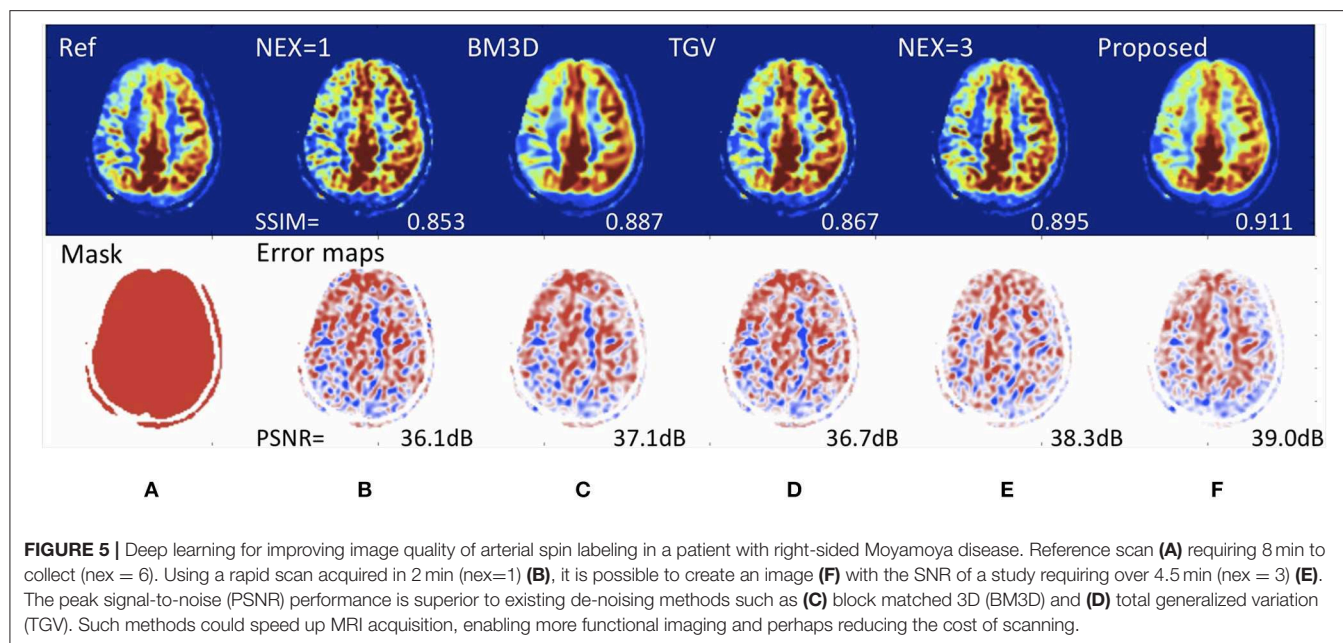 Ref NEX=1 BM3D TGV NEX=3 Proposed
SSIM= 0.853 0.887 0.867 0.895 0.911
Mask Error maps
PSNR= 36.1dB 37.1dB 36.7dB 38.3dB 39.0dB
A B C D E F
FIGURE 5 | Deep learning for improving image quality of arterial spin labeling in a patient with right-sided Moyamoya disease. Reference scan (A) requiring 8 min to
collect (nex = 6). Using a rapid scan acquired in 2 min (nex=1) (B), it is possible to create an image (F) with the SNR of a study requiring over 4.5 min (nex = 3) (E).
The peak signal-to-noise (PSNR) performance is superior to existing de-noising methods such as (C) block matched 3D (BM3D) and (D) total generalized variation
(TGV). Such methods could speed up MRI acquisition, enabling more functional imaging and perhaps reducing the cost of scanning.